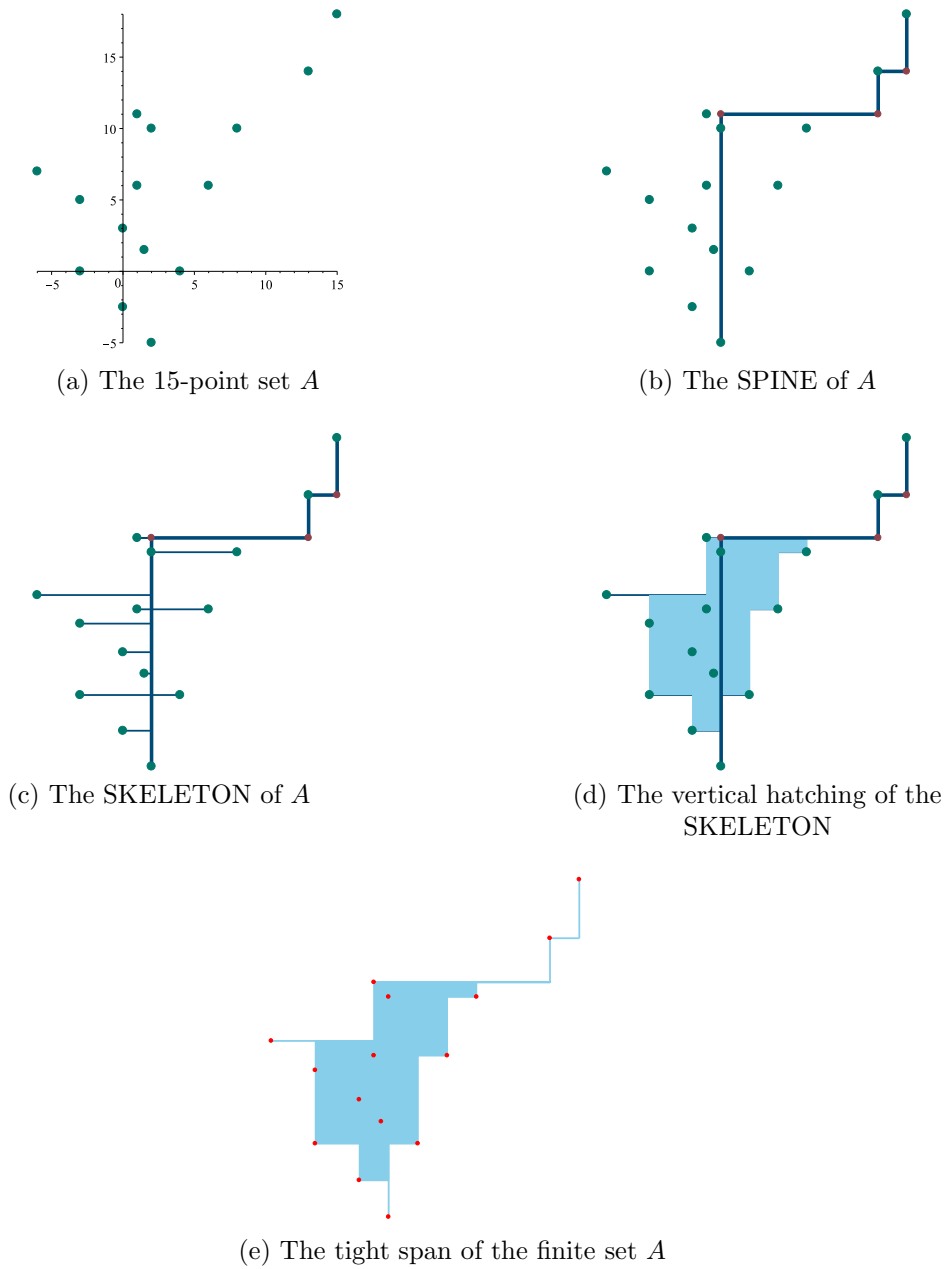 15
10
5
−5
0
5
10
15
−5
(a) The 15-point set A
(b) The SPINE of A
(c) The SKELETON of A
(d) The vertical hatching of the
SKELETON
(e) The tight span of the finite set A